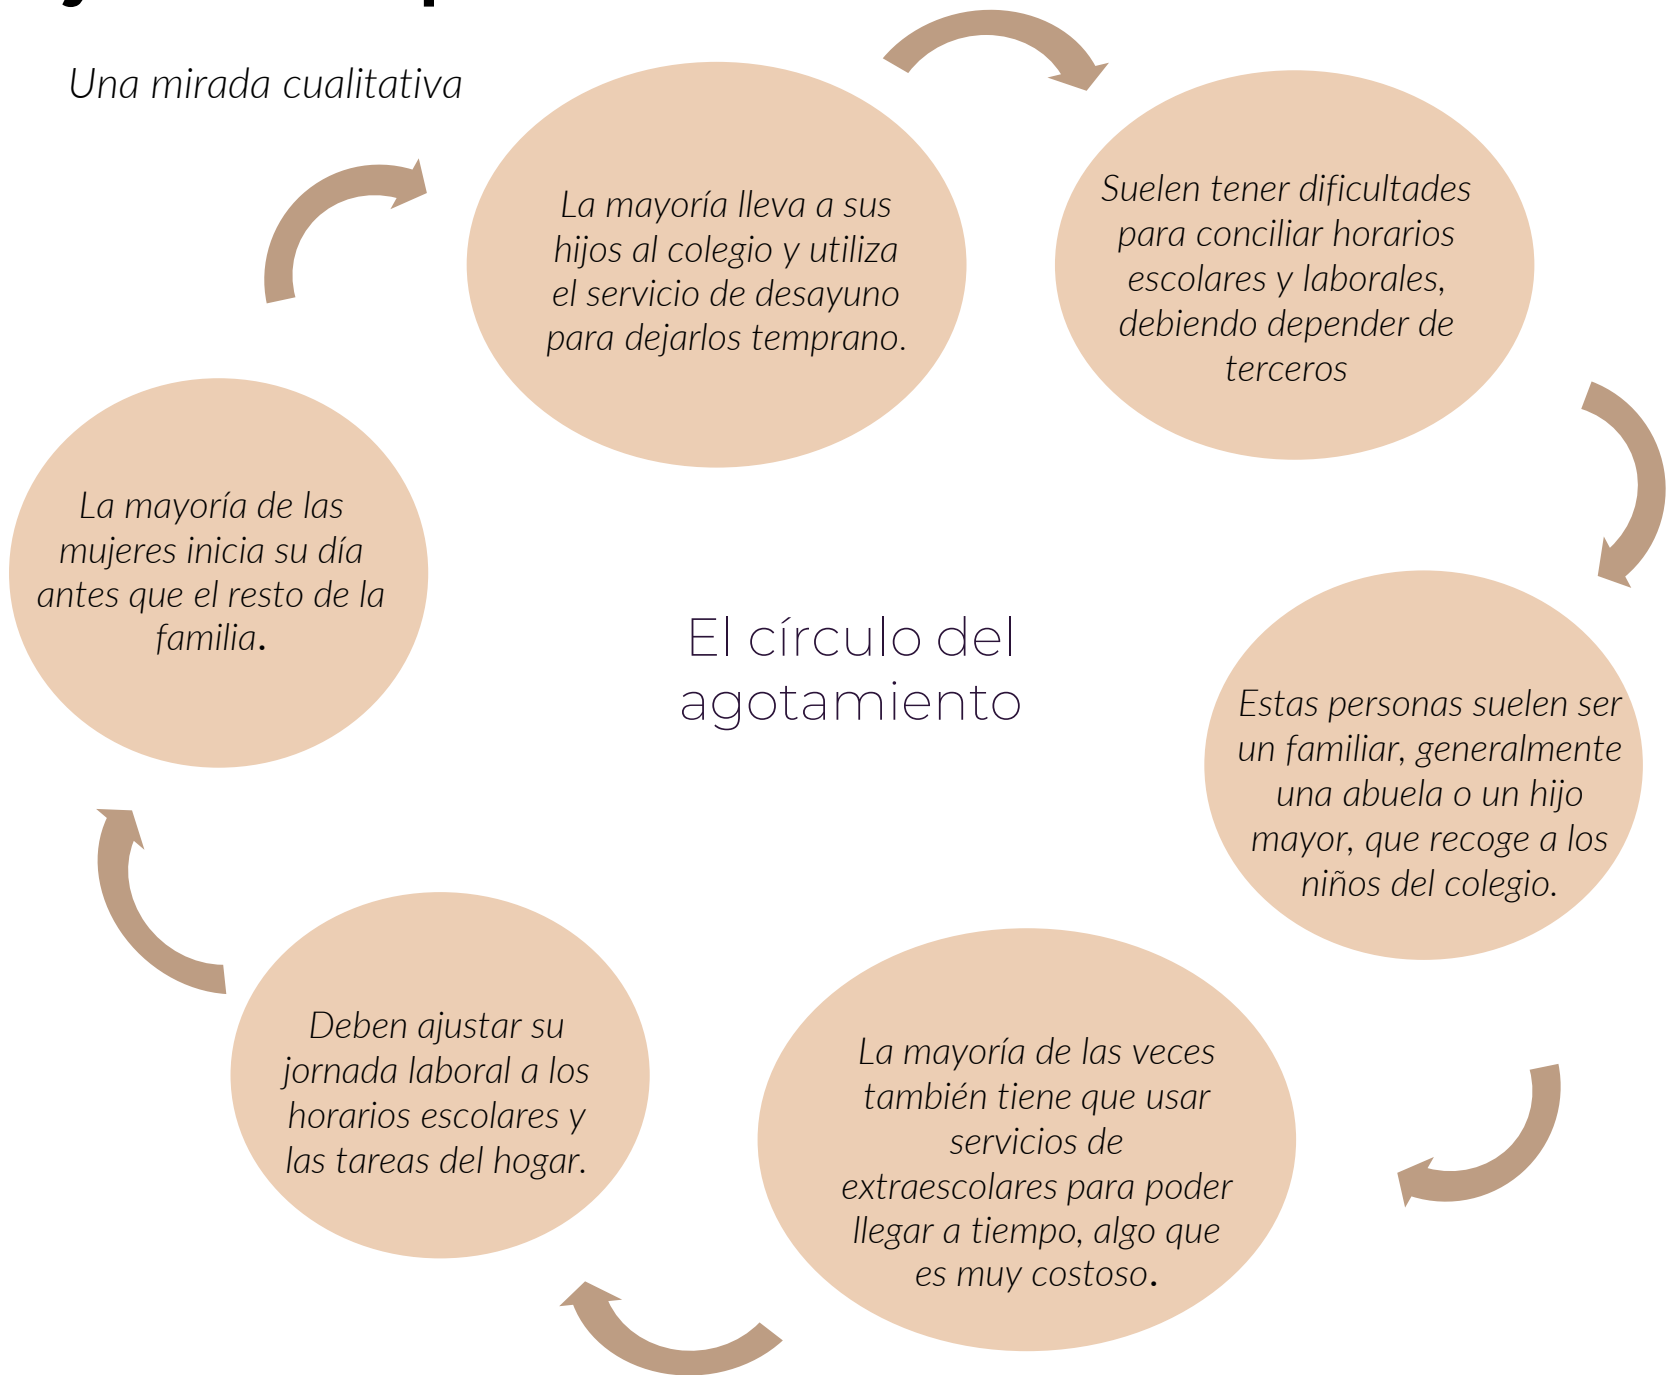 Una mirada cualitativa
La mayoría lleva a sus
hijos al colegio y utiliza
el servicio de desayuno
para dejarlos temprano.
Suelen tener dificultades
para conciliar horarios
escolares y laborales,
debiendo depender de
terceros
Estas personas suelen ser
un familiar, generalmente
una abuela o un hijo
mayor, que recoge a los
niños del colegio.
La mayoría de las veces
también tiene que usar
servicios de
extraescolares para poder
llegar a tiempo, algo que
es muy costoso.
Deben ajustar su
jornada laboral a los
horarios escolares y
las tareas del hogar.
La mayoría de las
mujeres inicia su día
antes que el resto de la
familia.
El círculo del
agotamiento